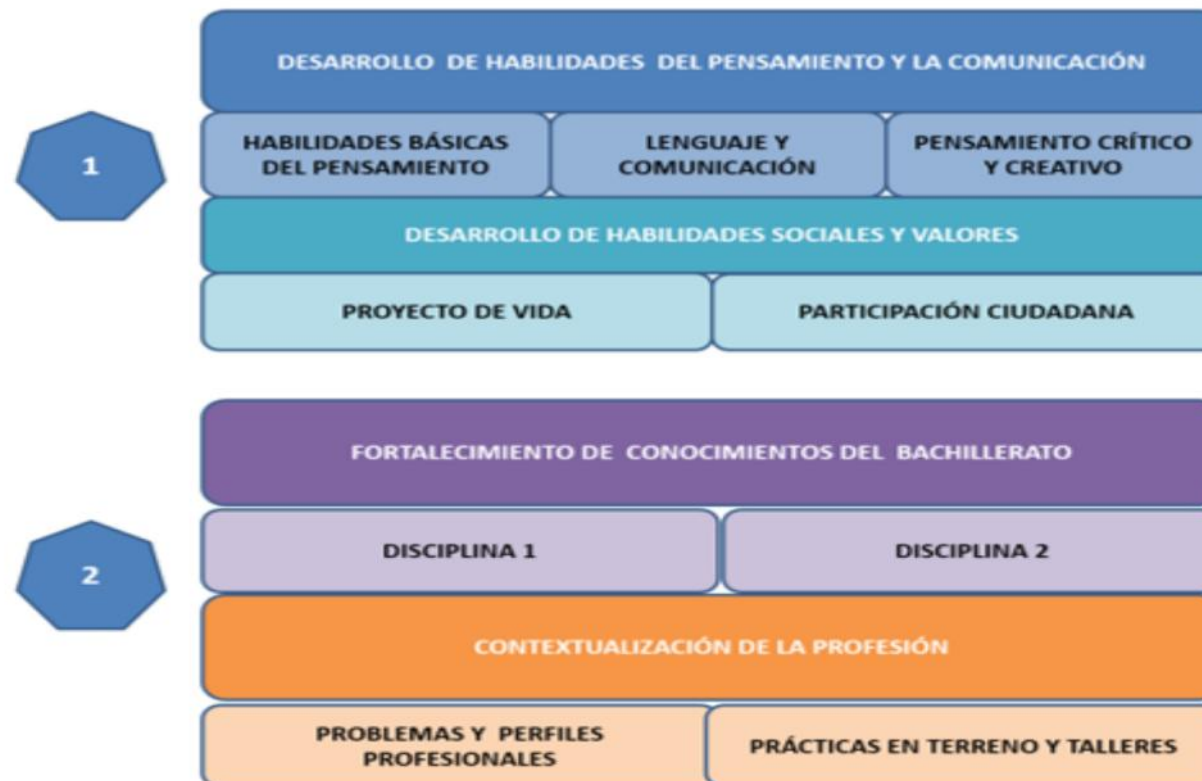 DESARROLLO DE HABILIDADES DEL PENSAMIENTO Y LA COMUNICACIÓN
1
HABILIDADES BÁSICAS
DEL PENSAMIENTO
LENGUAJE Y
COMUNICACIÓN
PENSAMIENTO CRÍTICO
Y CREATIVO
DESARROLLO DE HABILIDADES SOCIALES Y VALORES
PROYECTO DE VIDA
PARTICIPACIÓN CIUDADANA
FORTALECIMIENTO DE CONOCIMIENTOS DEL BACHILLERATO
2
DISCIPLINA 1
DISCIPLINA 2
CONTEXTUALIZACIÓN DE LA PROFESIÓN
PROBLEMAS Y PERFILES
PROFESIONALES
PRÁCTICAS EN TERRENO Y TALLERES